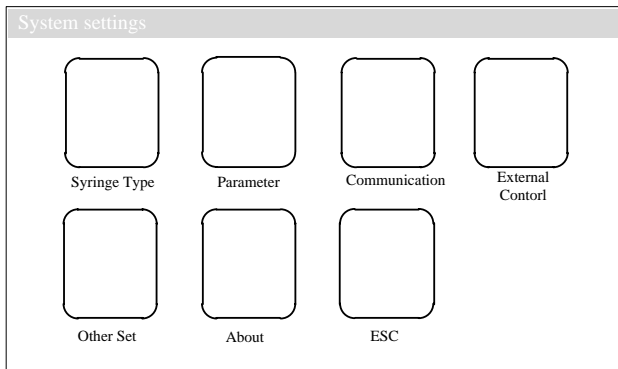 System settings
Syringe Type
Parameter
Communication
External
Contorl
Other Set
About
ESC